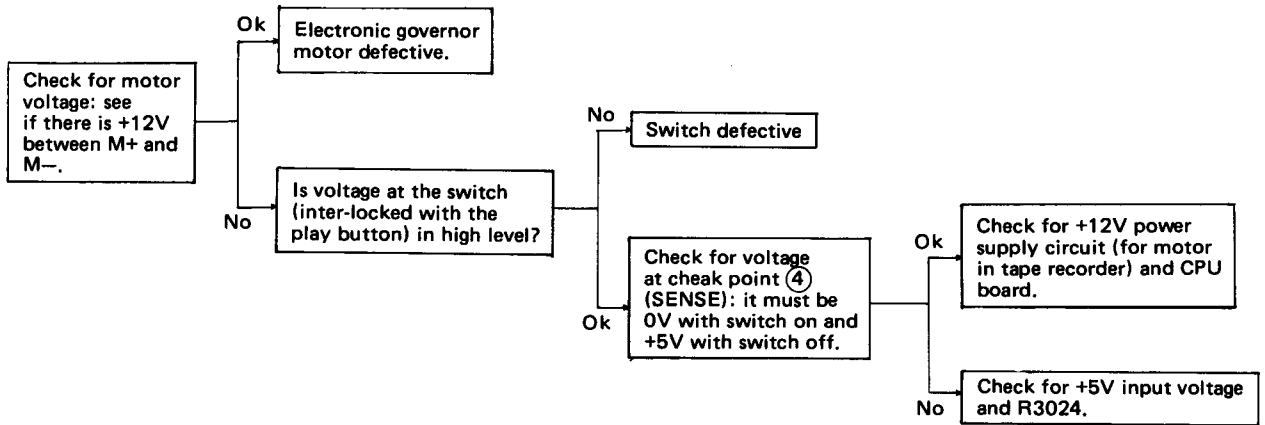 Check for motor
voltage: see
if there is +12V
between M+ and
M−.
Ok
Electronic governor
motor defective.
No
Is voltage at the switch
(inter-locked with the
play button) in high level?
No
Switch defective
Ok
Check for voltage
at cheak point ④
(SENSE): it must be
0V with switch on and
+5V with switch off.
Ok
Check for +12V power
supply circuit (for motor
in tape recorder) and CPU
board.
No
Check for +5V input voltage
and R3024.